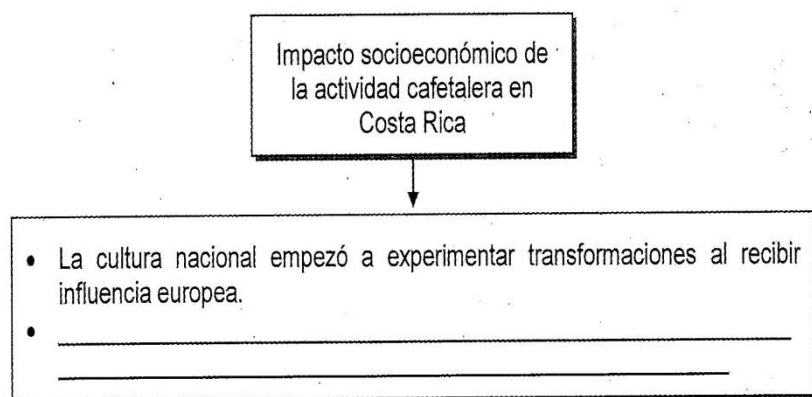 Impacto socioeconómico de
la actividad cafetalera en
Costa Rica
• La cultura nacional empezó a experimentar transformaciones al recibir
influencia europea.
•